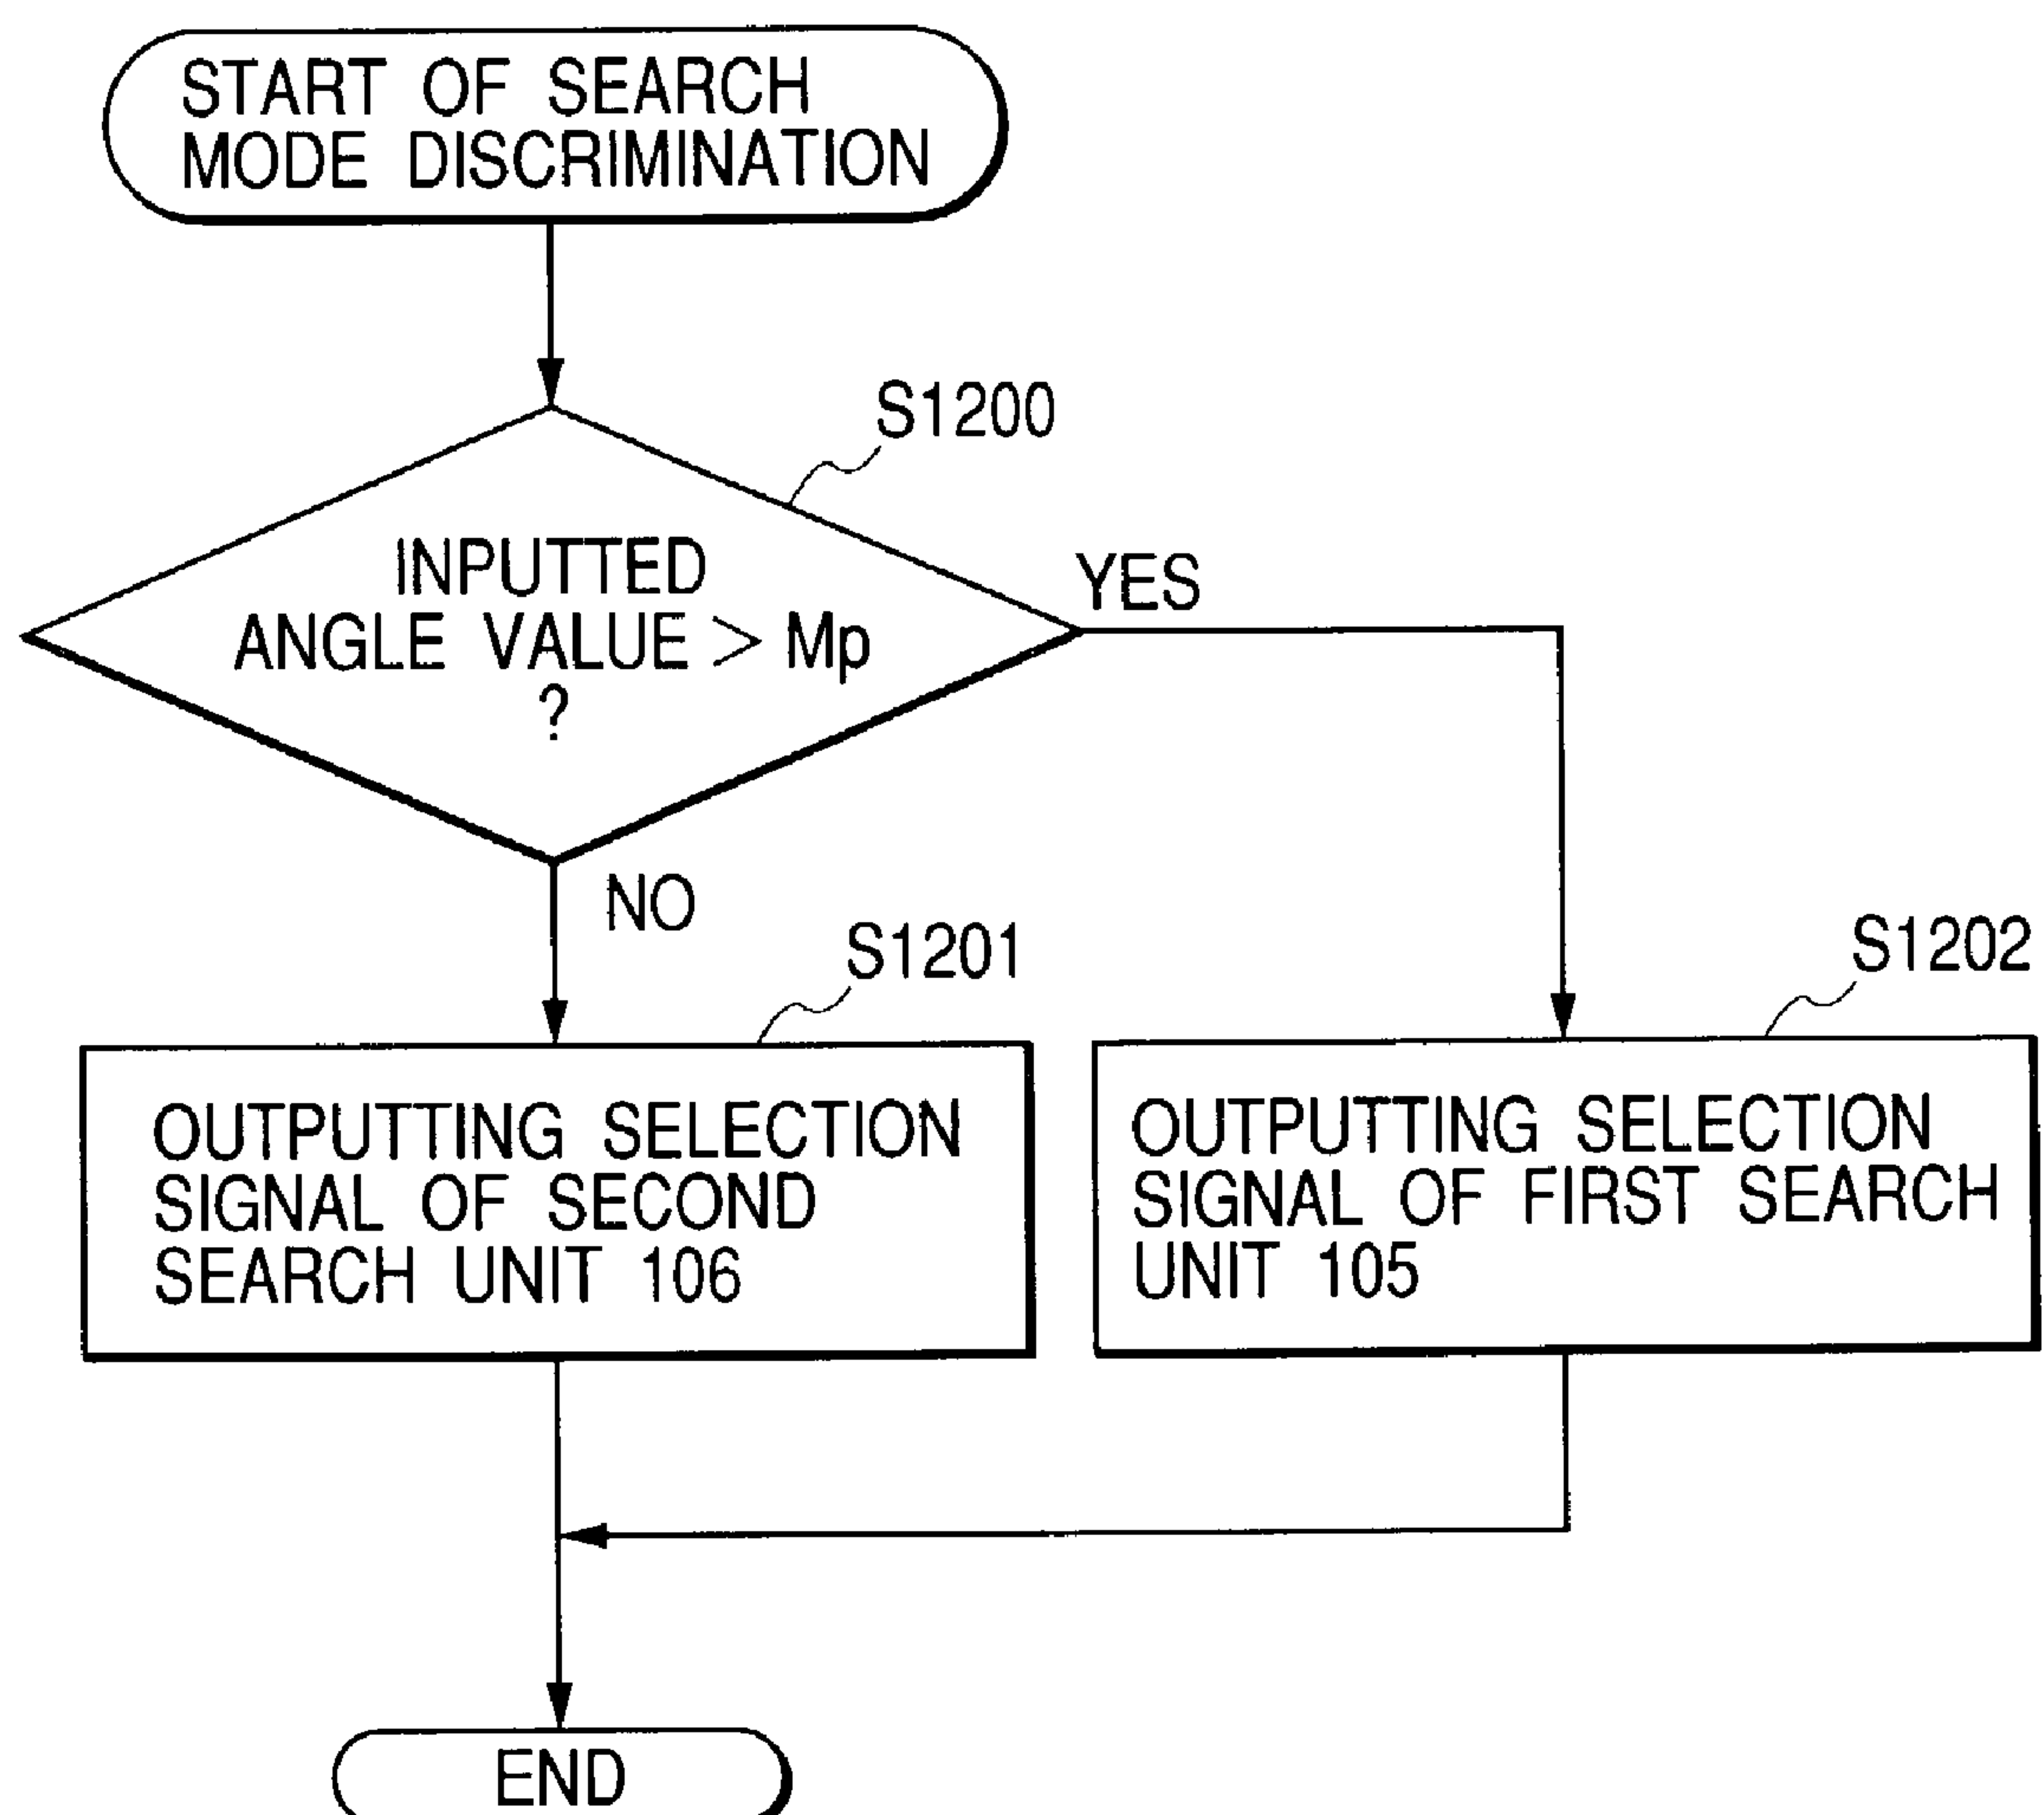 START OF SEARCH
MODE DISCRIMINATION
S1200
INPUTTED
ANGLE VALUE > Mp
?
YES
NO
S1201
S1202
OUTPUTTING SELECTION
SIGNAL OF SECOND
SEARCH UNIT 106
OUTPUTTING SELECTION
SIGNAL OF FIRST SEARCH
UNIT 105
END